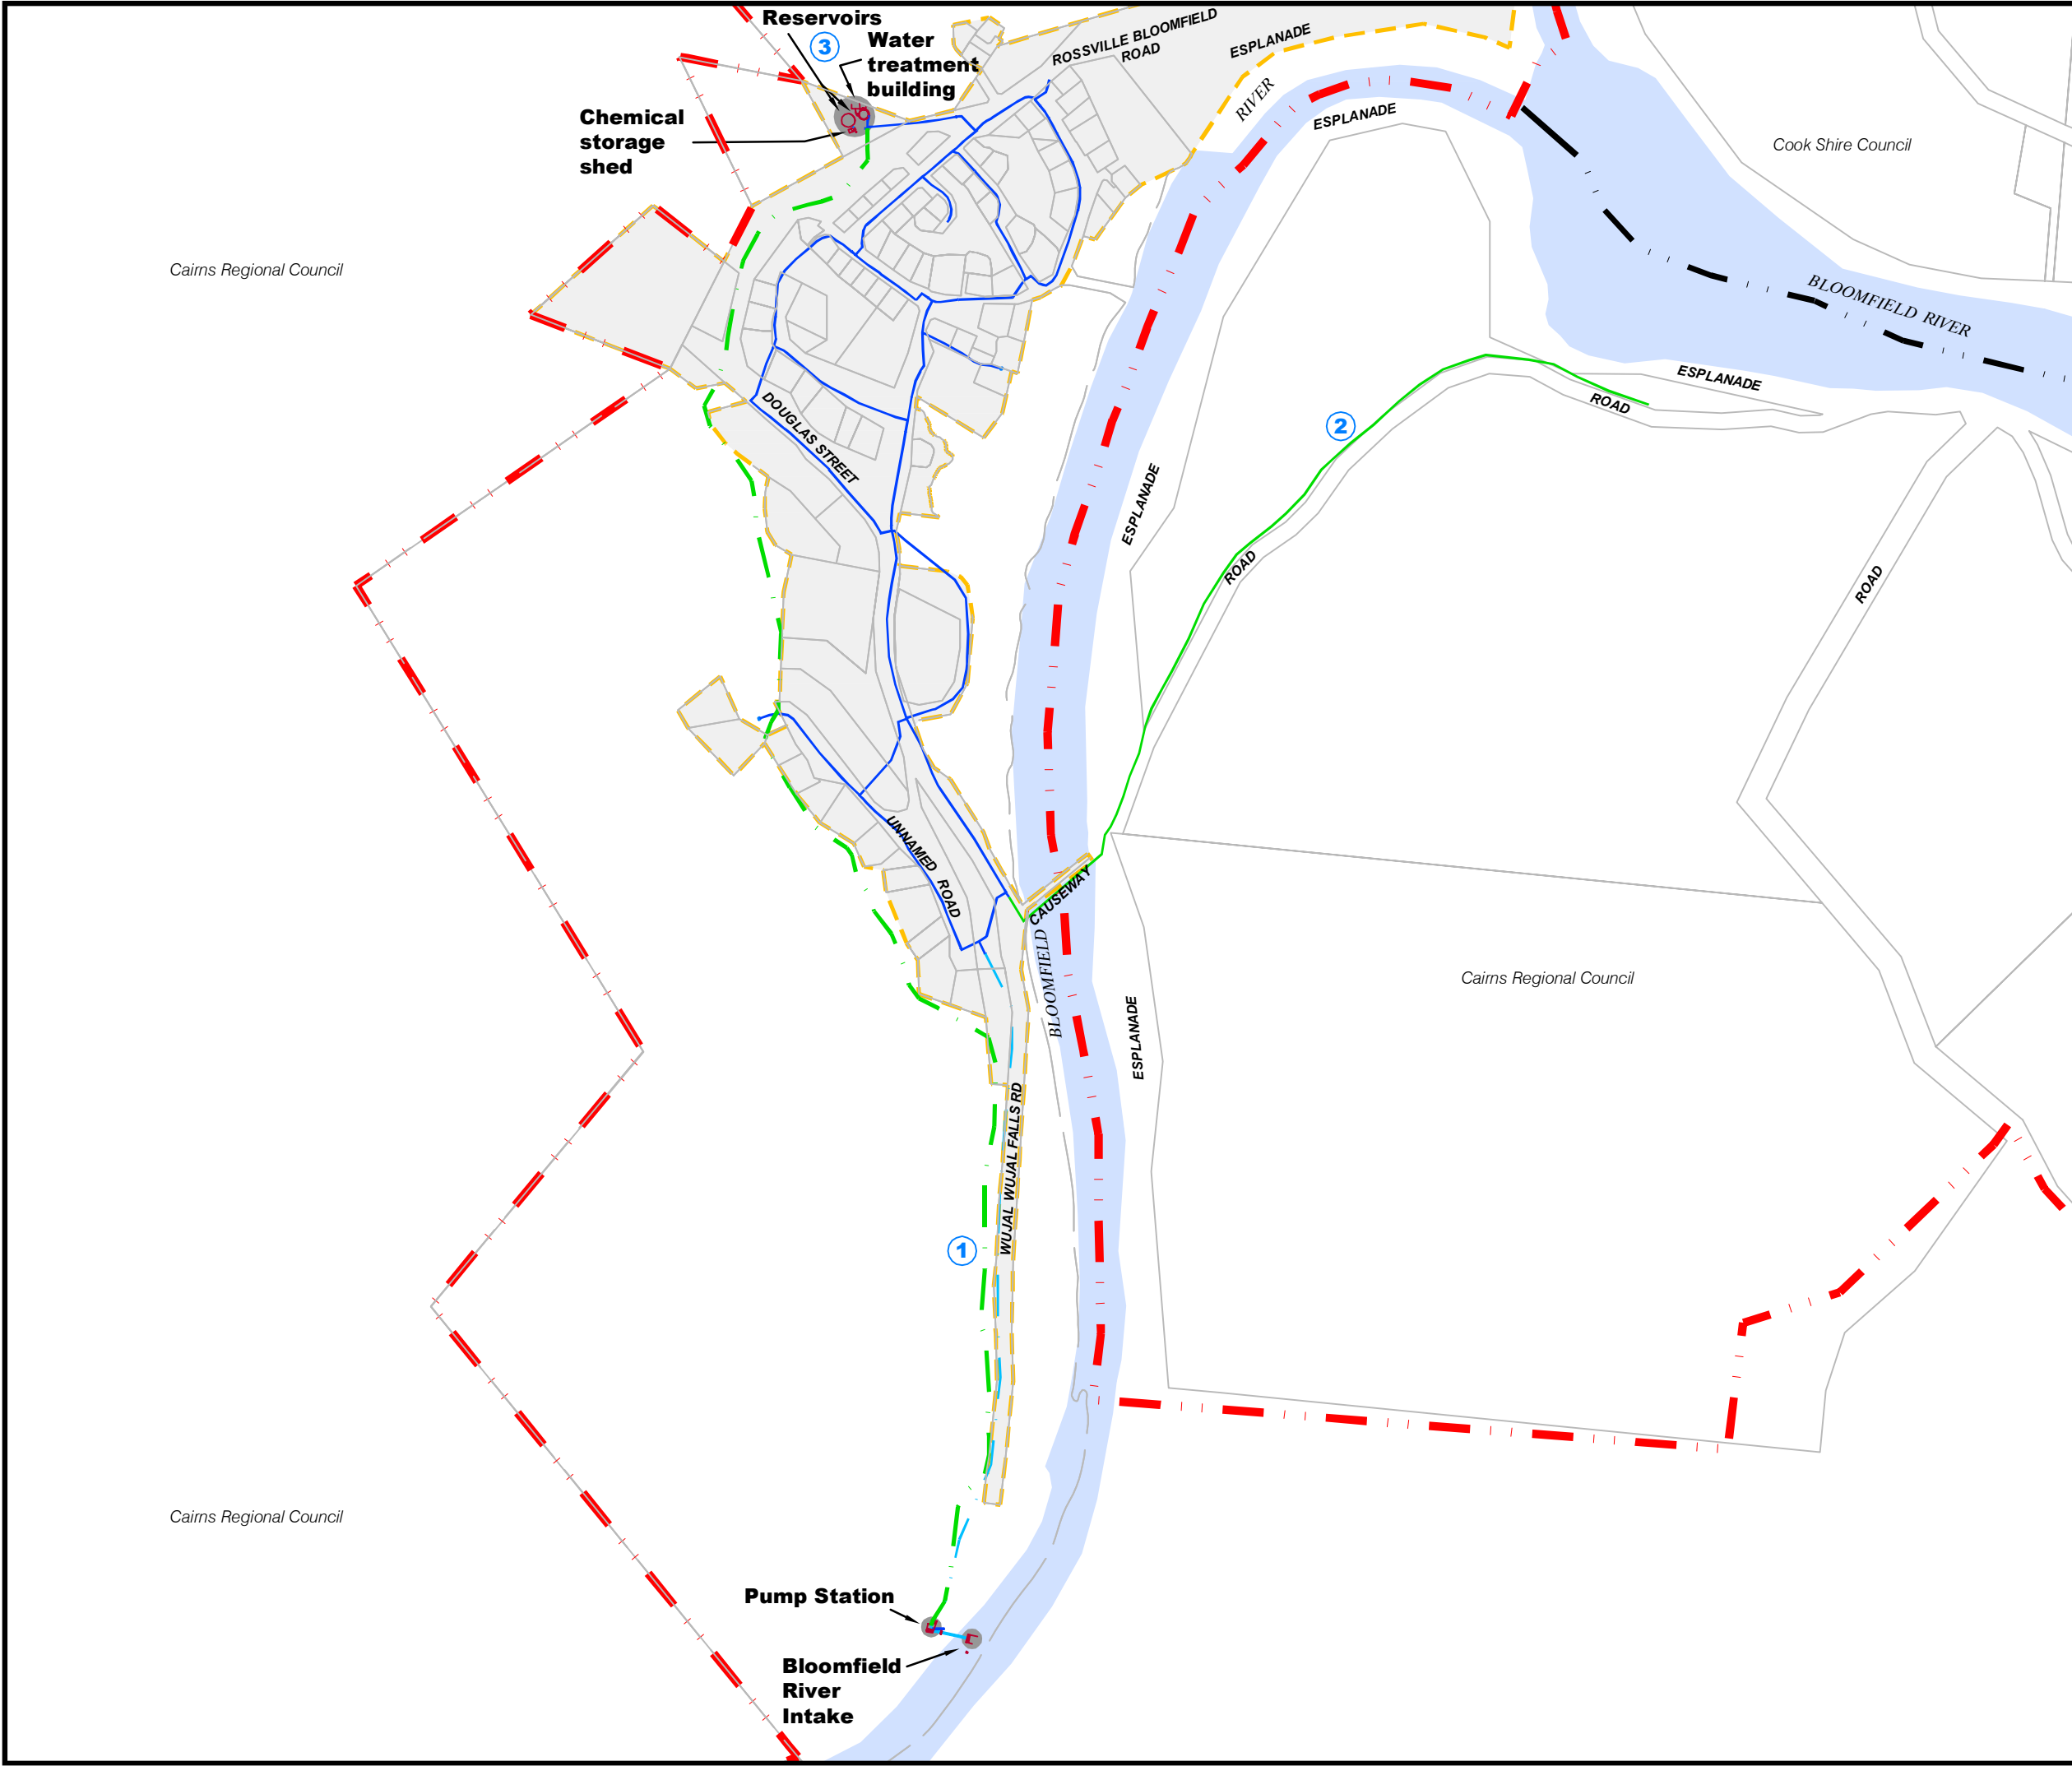 Reservoirs
3
Water
treatment
building
Chemical
storage
shed
ROSSVILLE BLOOMFIELD
ROAD
ESPLANADE
RIVER
ESPLANADE
Cook Shire Council
Cairns Regional Council
BLOOMFIELD RIVER
ESPLANADE
ROAD
2
DOUGLAS STREET
ESPLANADE
ROAD
ROAD
UNNAMED ROAD
CAUSEWAY
BLOOMFIELD
Cairns Regional Council
ESPLANADE
WUJAL WUJAL FALLS RD
1
Cairns Regional Council
Pump Station
Bloomfield
River
Intake